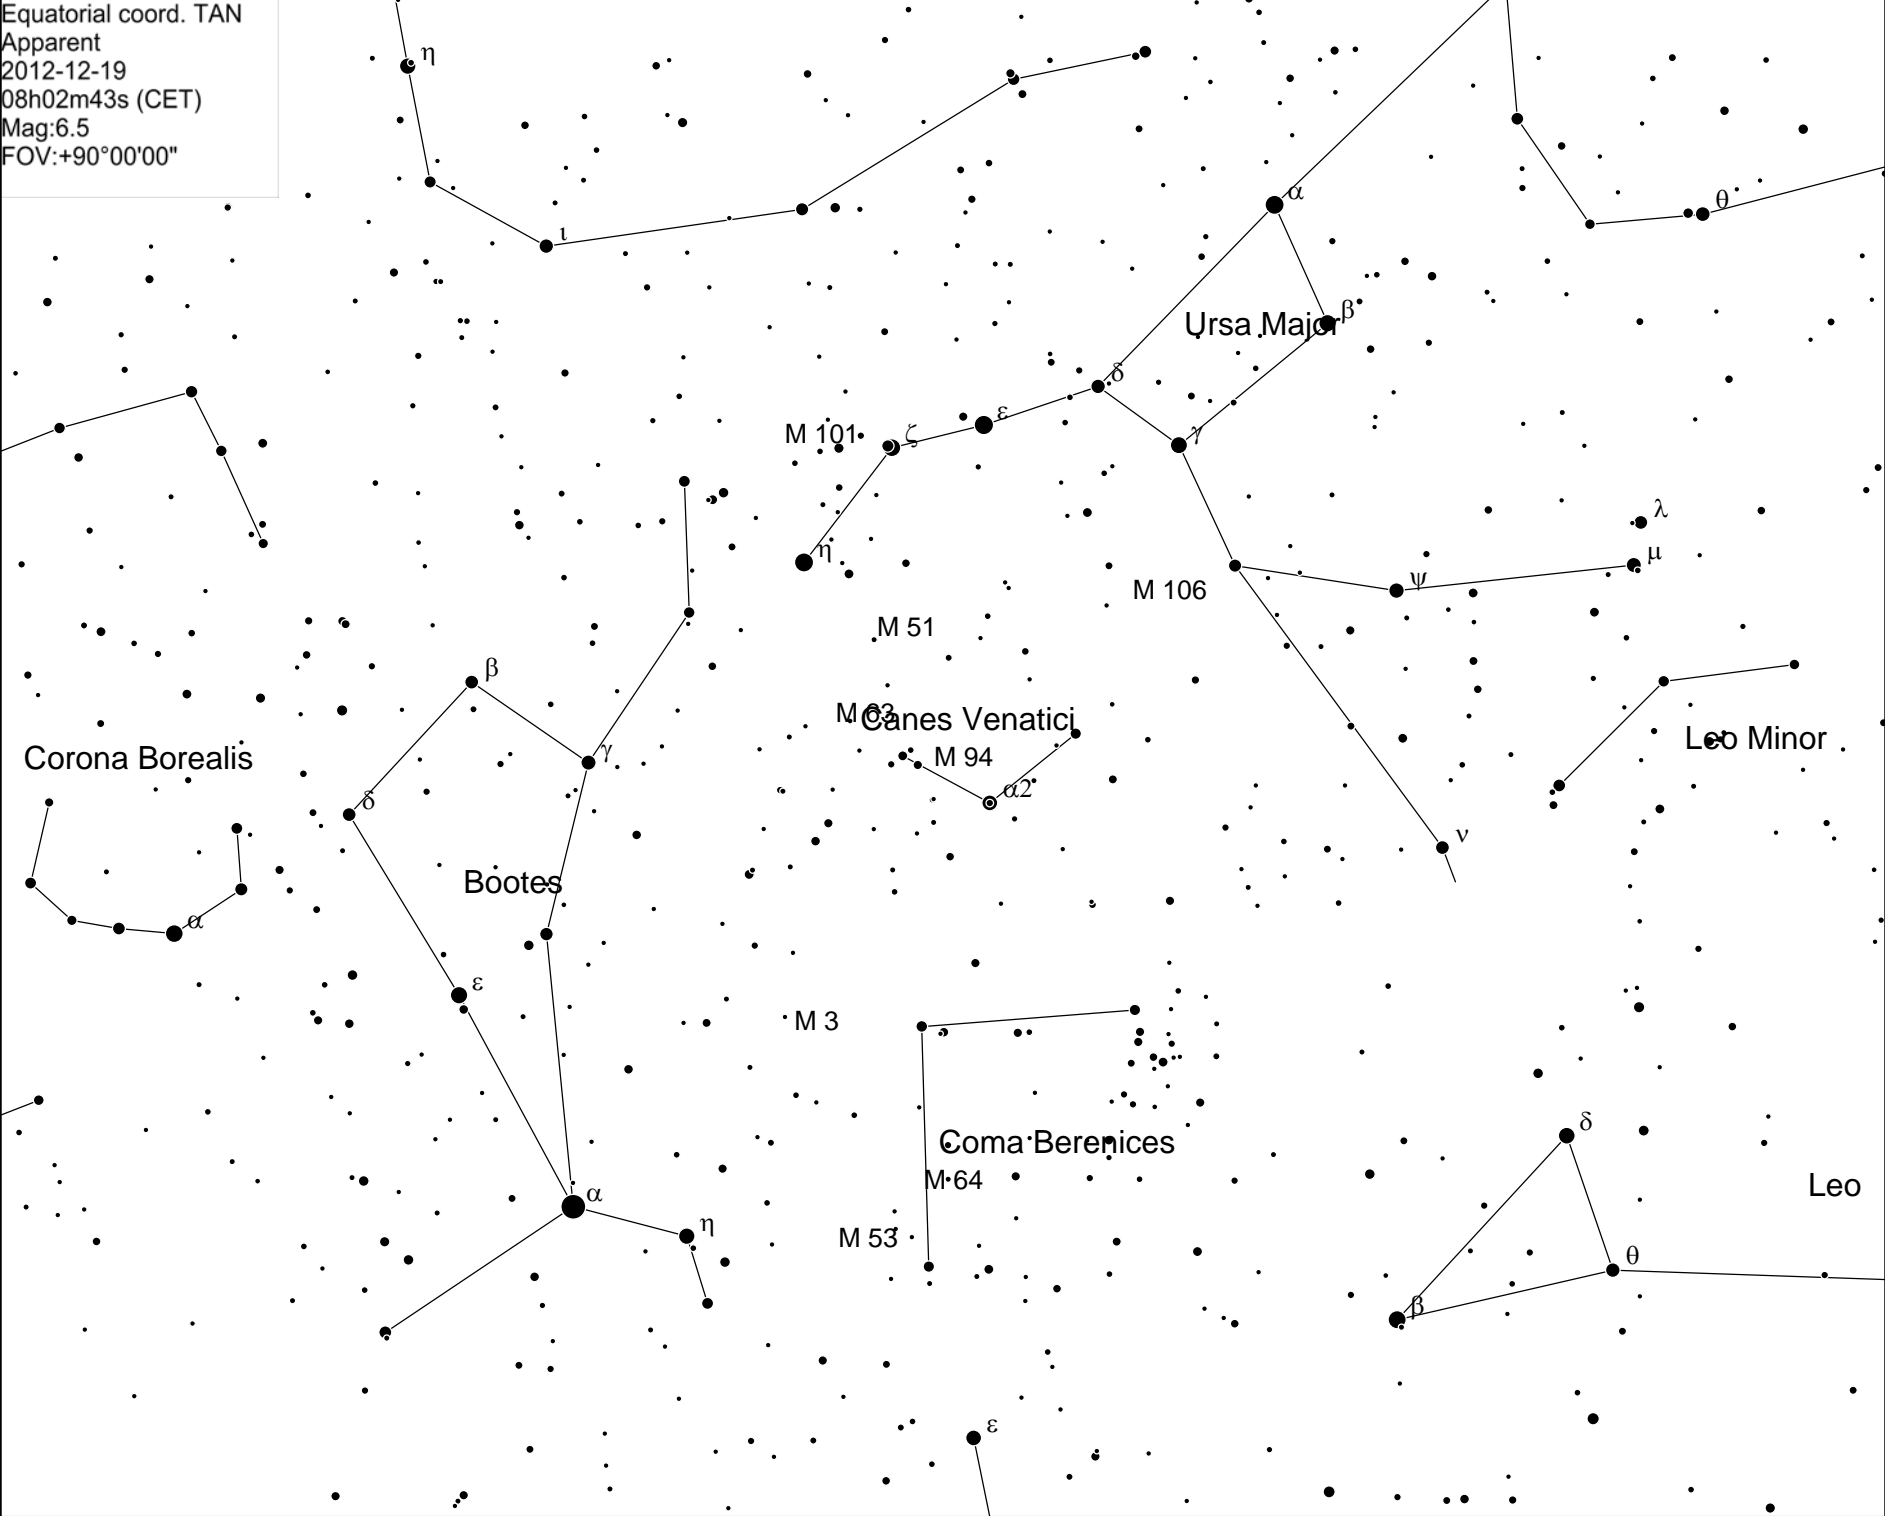 Equatorial coord. TAN
Apparent
2012-12-19
08h02m43s (CET)
Mag:6.5
FOV:+90°00'00"
η
ι
α
θ
Ursa Major
β
δ
ε
γ
M 101
ζ
λ
η
μ
ψ
M 106
M 51
β
M 63
Canes Venatici
γ
M 94
Leo Minor
Corona Borealis
α2
δ
ν
Bootes
α
ε
M 3
δ
Coma Berenices
M 64
Leo
α
η
M 53
θ
β
ε